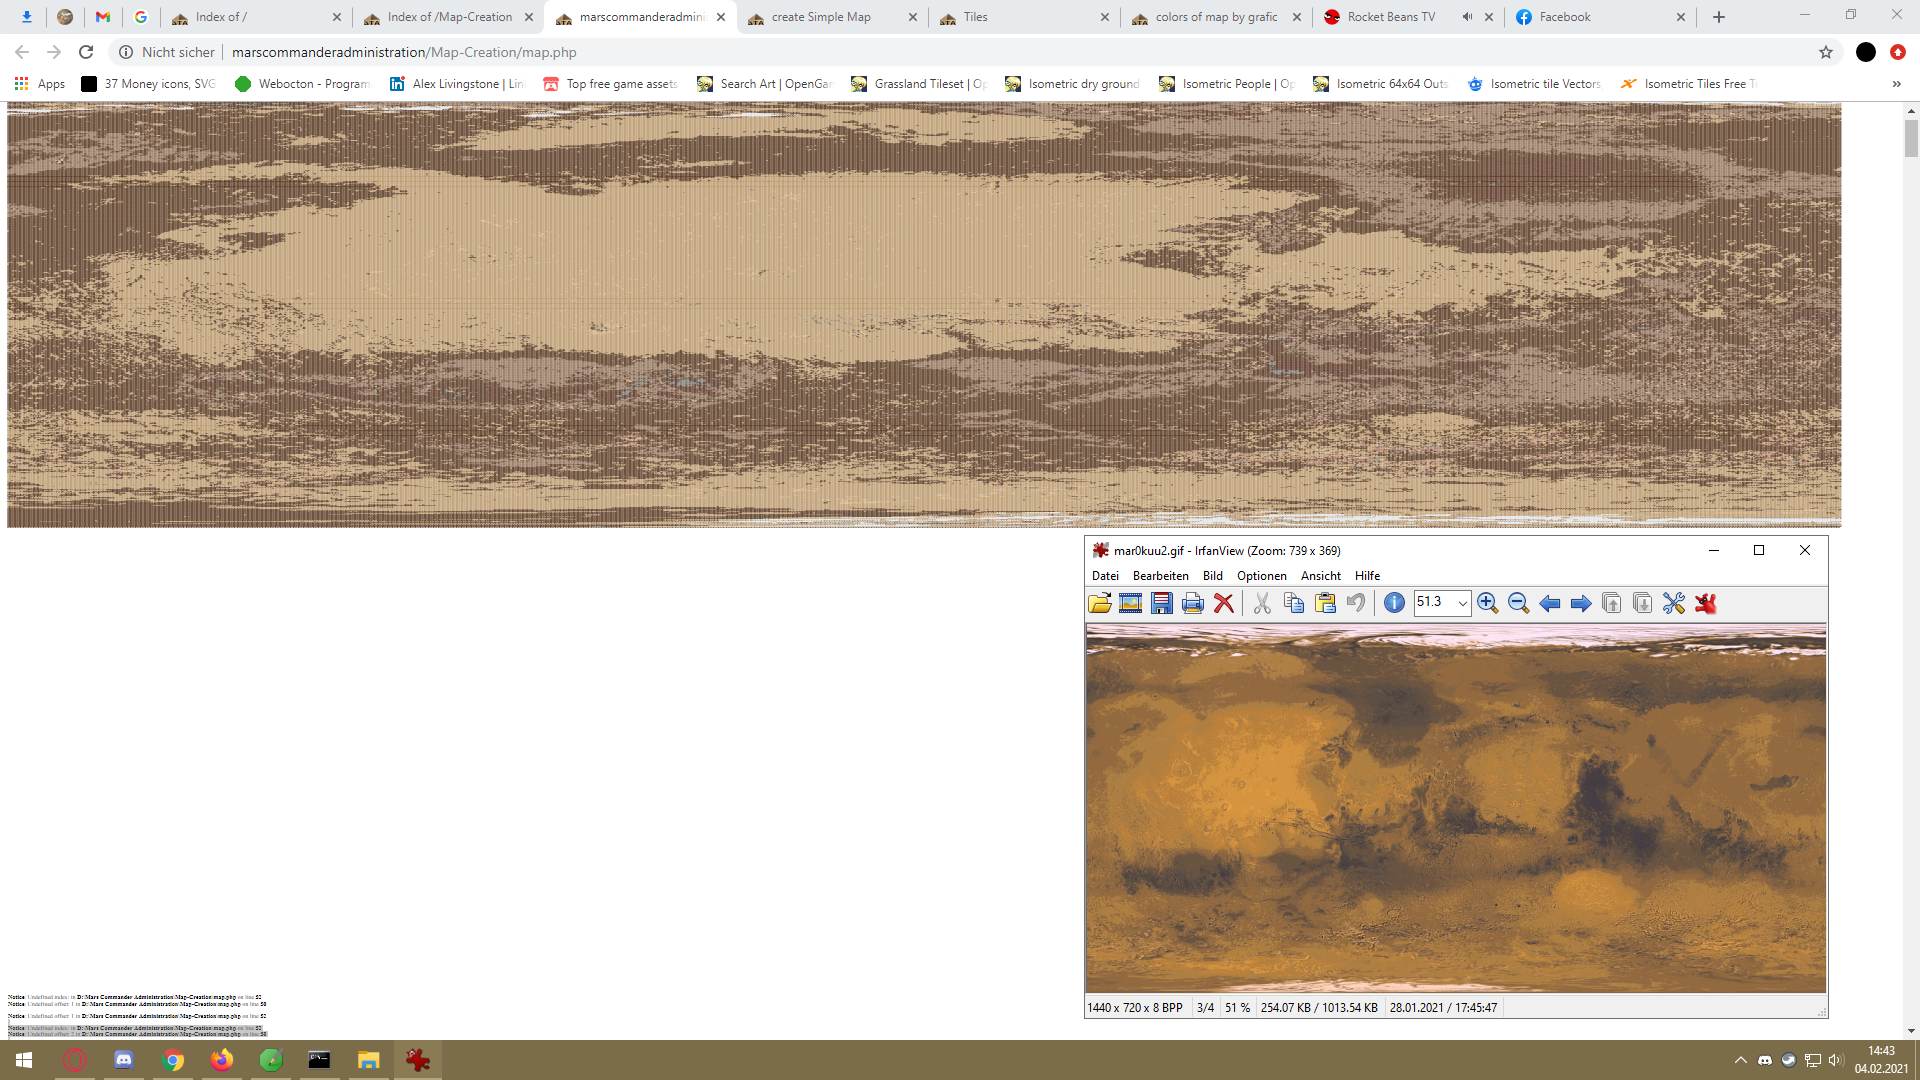 Index of /
Index of /Map-Creation
marscommanderadmini
create Simple Map
Tiles
colors of map by grafic
Rocket Beans TV
Facebook
Nicht sicher
marscommanderadministration/Map-Creation/map.php
Apps
37 Money icons, SVG
Webocton - Program
Alex Livingstone | Lin
Top free game assets
Search Art | OpenGa
Grassland Tileset | Op
Isometric dry ground
Isometric People | Op
Isometric 64x64 Outs
Isometric tile Vectors
Isometric Tiles Free T
»
mar0kuu2.gif - IrfanView (Zoom: 739 x 369)
Datei Bearbeiten Bild Optionen Ansicht Hilfe
51.3
1440 x 720 x 8 BPP
3/4
51 %
254.07 KB / 1013.54 KB
28.01.2021 / 17:45:47
Notice: Undefined index: in D:\Mars Commander Administration\Map-Creation\map.php on line 52
Notice: Undefined offset: 1 in D:\Mars Commander Administration\Map-Creation\map.php on line 50
Notice: Undefined offset: 1 in D:\Mars Commander Administration\Map-Creation\map.php on line 52
Notice: Undefined index: in D:\Mars Commander Administration\Map-Creation\map.php on line 52
Notice: Undefined offset: 2 in D:\Mars Commander Administration\Map-Creation\map.php on line 50
14:43
04.02.2021